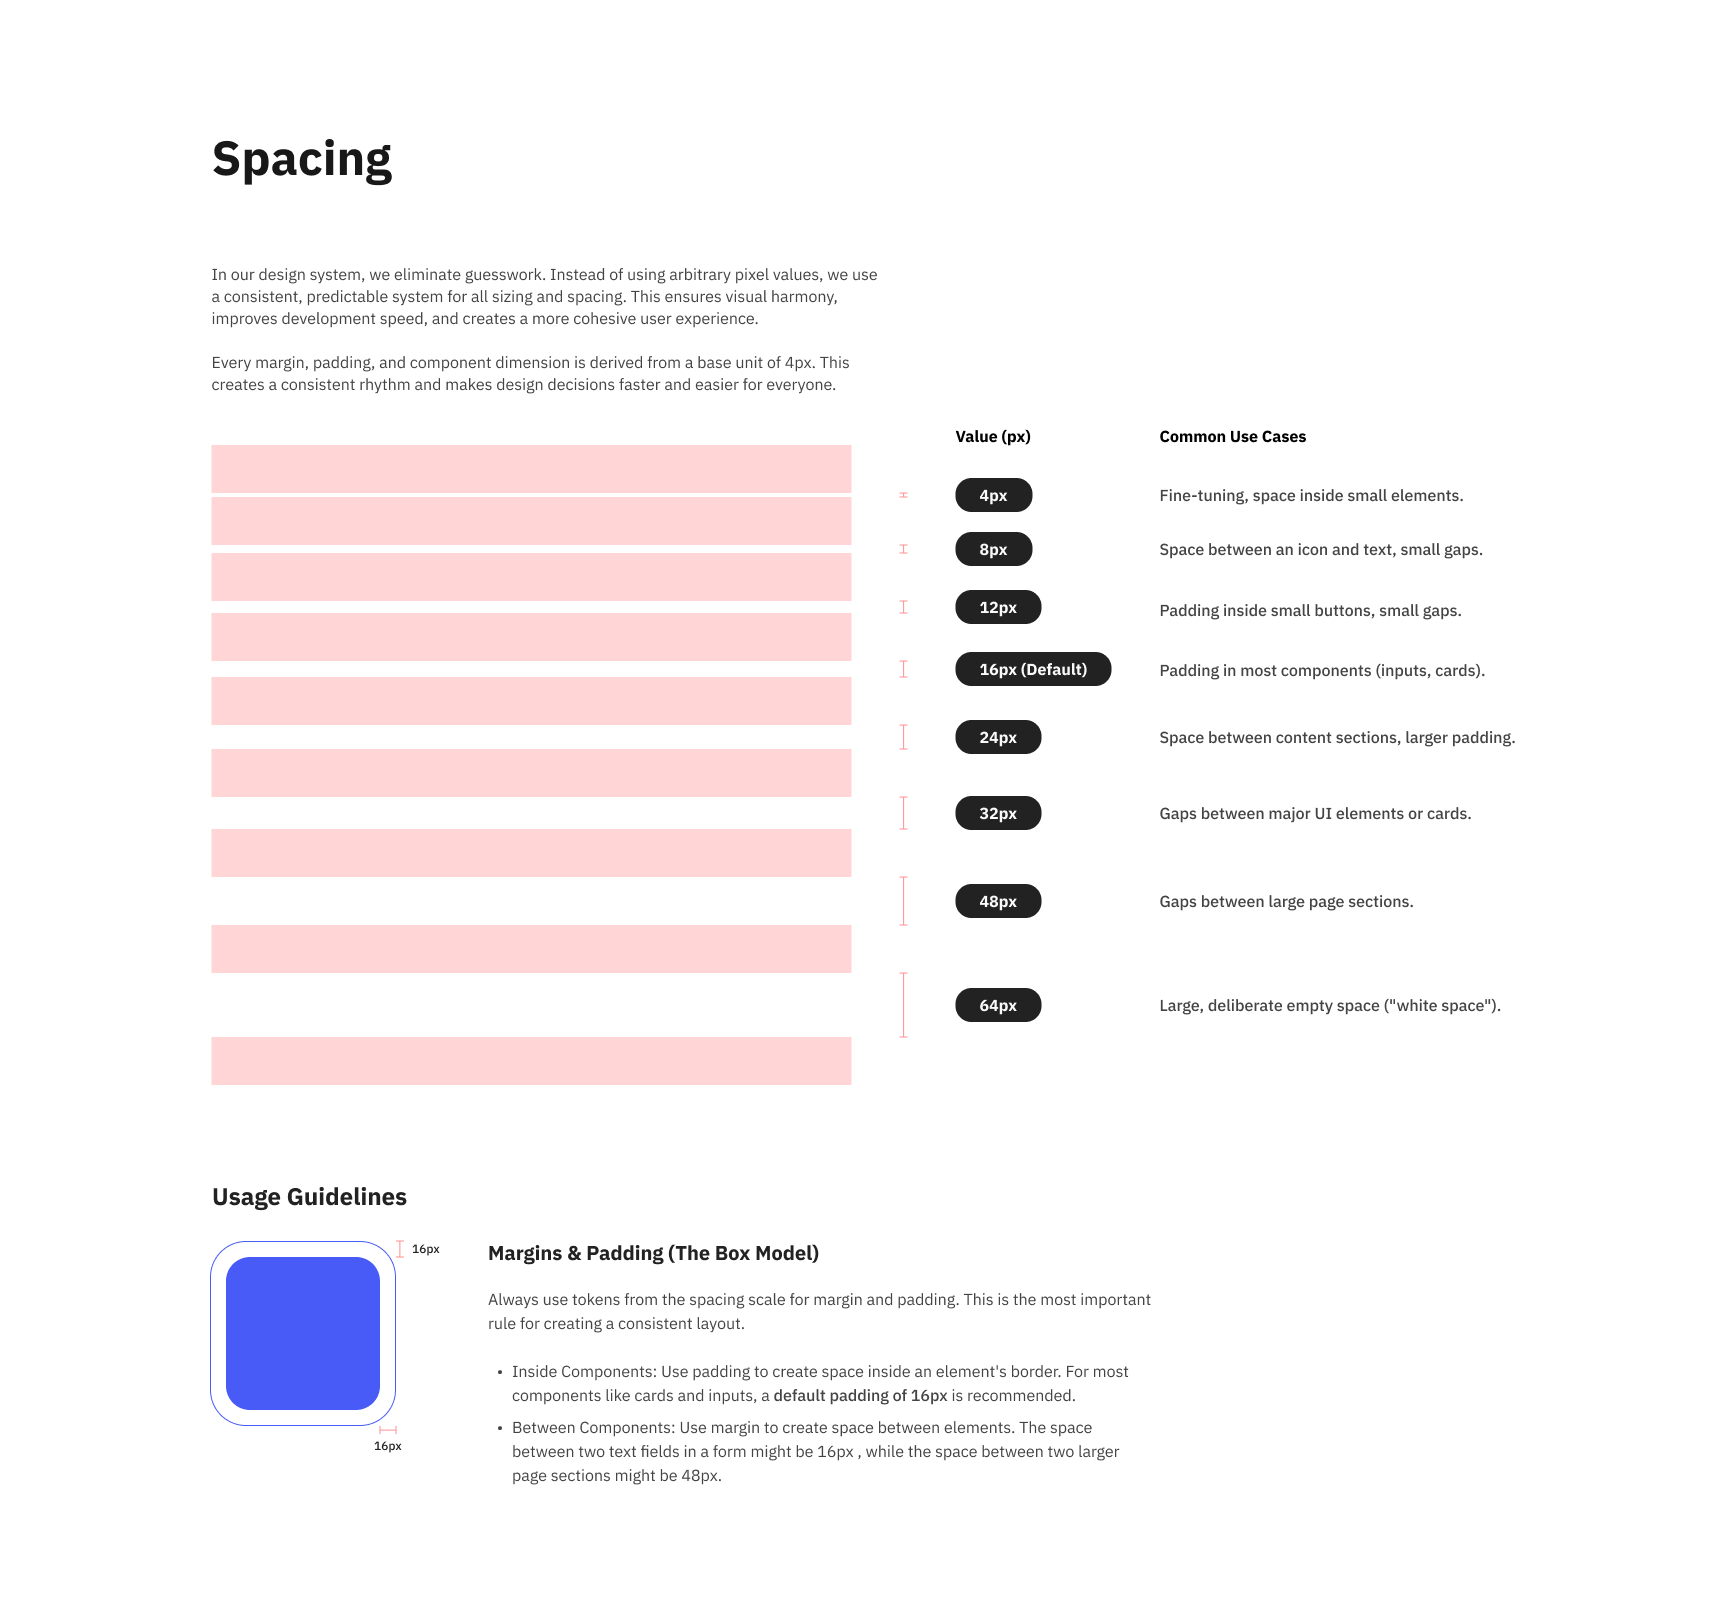 Spacing
In our design system, we eliminate guesswork. Instead of using arbitrary pixel values, we use
a consistent, predictable system for all sizing and spacing. This ensures visual harmony,
improves development speed, and creates a more cohesive user experience.
Every margin, padding, and component dimension is derived from a base unit of 4px. This
creates a consistent rhythm and makes design decisions faster and easier for everyone.
Value (px) Common Use Cases
4px Fine-tuning, space inside small elements.
8px Space between an icon and text, small gaps.
12px Padding inside small buttons, small gaps.
16px (Default) Padding in most components (inputs, cards).
24px Space between content sections, larger padding.
32px Gaps between major UI elements or cards.
48px Gaps between large page sections.
64px Large, deliberate empty space ("white space").
Usage Guidelines
16px
16px
Margins & Padding (The Box Model)
Always use tokens from the spacing scale for margin and padding. This is the most important
rule for creating a consistent layout.
• Inside Components: Use padding to create space inside an element's border. For most
components like cards and inputs, a default padding of 16px is recommended.
• Between Components: Use margin to create space between elements. The space
between two text fields in a form might be 16px , while the space between two larger
page sections might be 48px.